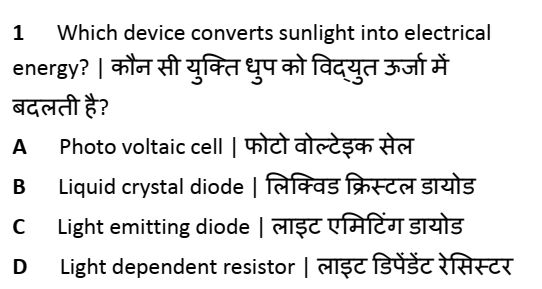 1 Which device converts sunlight into electrical
energy? | कौन सी युक्ति धुप को विद्युत ऊर्जा में
बदलती है?
A Photo voltaic cell | फोटो वोल्टेइक सेल
B Liquid crystal diode | लिक्विड क्रिस्टल डायोड
C Light emitting diode | लाइट एमिटिंग डायोड
D Light dependent resistor | लाइट डिपेंडेंट रेसिस्टर